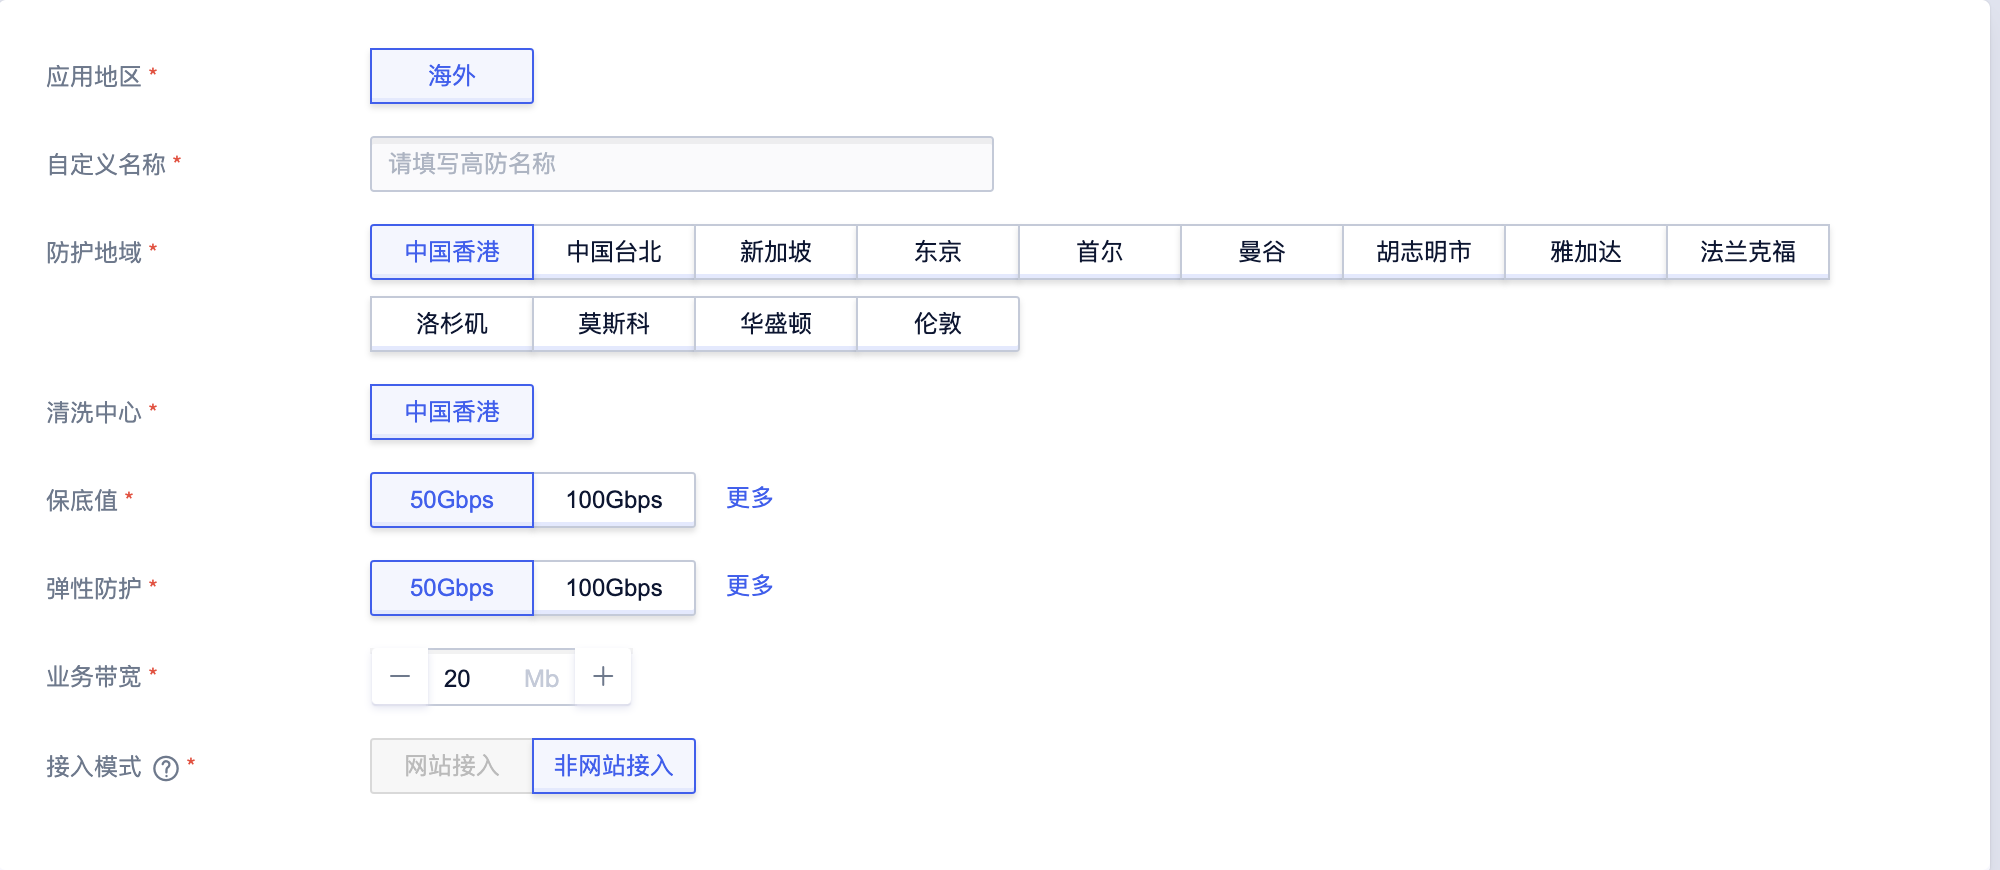 应用地区 * 海外
自定义名称 * 请填写高防名称
防护地域 * 中国香港 中国台北 新加坡 东京 首尔 曼谷 胡志明市 雅加达 法兰克福
洛杉矶 莫斯科 华盛顿 伦敦
清洗中心 * 中国香港
保底值 * 50Gbps 100Gbps 更多
弹性防护 * 50Gbps 100Gbps 更多
业务带宽 * — 20 Mb +
接入模式 ? * 网站接入 非网站接入